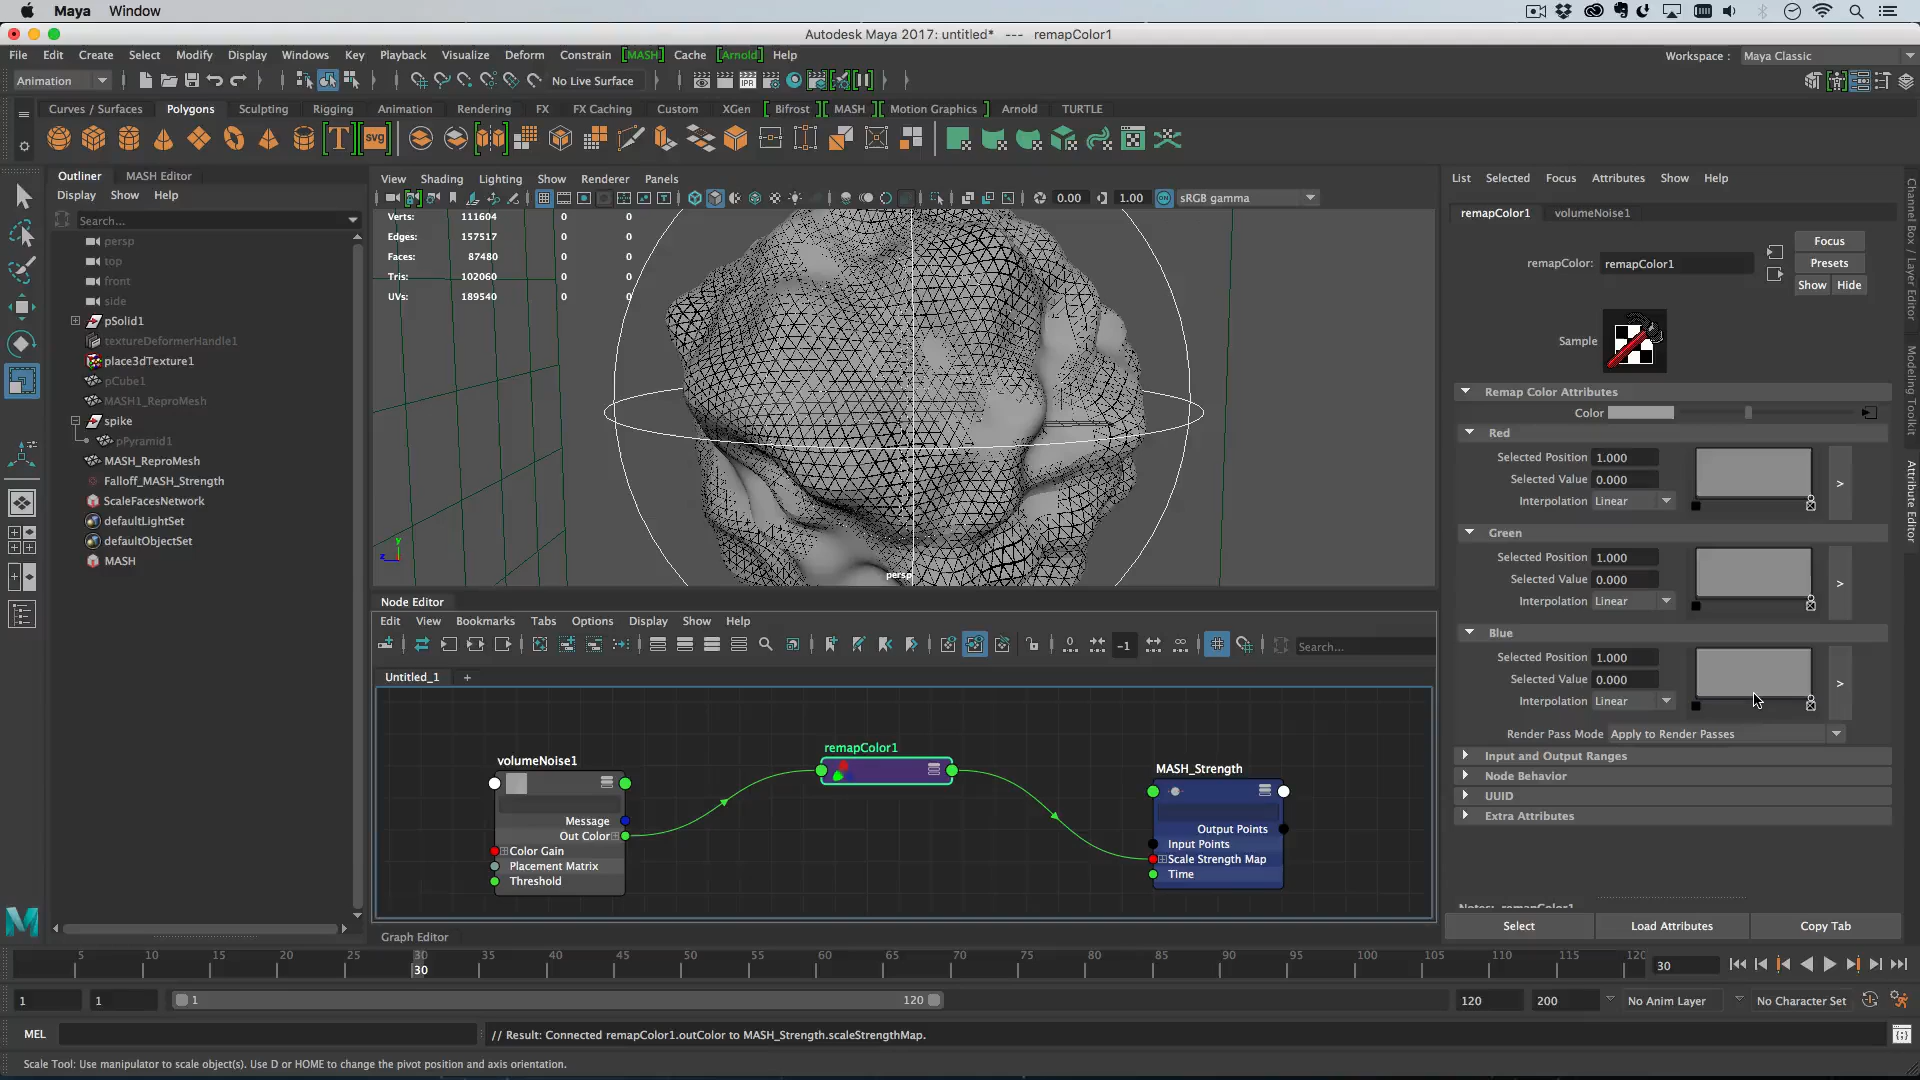 Maya Window
Autodesk Maya 2017: untitled* --- remapColor1
File Edit Create Select Modify Display Windows Key Playback Visualize Deform Constrain [MASH] Cache [Arnold] Help
Workspace : Maya Classic
Animation
No Live Surface
IPR
Curves / Surfaces Polygons Sculpting Rigging Animation Rendering FX FX Caching Custom XGen [ Bifrost ] [ MASH ] [ Motion Graphics ] Arnold TURTLE
T svg
Outliner MASH Editor
Display Show Help
Search...
persp
top
front
side
pSolid1
textureDeformerHandle1
place3dTexture1
pCube1
MASH1_ReproMesh
spike
pPyramid1
MASH_ReproMesh
Falloff_MASH_Strength
ScaleFacesNetwork
defaultLightSet
defaultObjectSet
MASH
View Shading Lighting Show Renderer Panels
0.00 1.00 sRGB gamma
Verts: 111604 0 0
Edges: 157517 0 0
Faces: 87480 0 0
Tris: 102060 0 0
UVs: 189540 0 0
y
z
persp
Node Editor
Edit View Bookmarks Tabs Options Display Show Help
0 -1 ∞ Search...
Untitled_1 +
volumeNoise1
Message
Out Color
Color Gain
Placement Matrix
Threshold
remapColor1
MASH_Strength
Output Points
Input Points
Scale Strength Map
Time
Graph Editor
List Selected Focus Attributes Show Help
remapColor1 volumeNoise1
remapColor: remapColor1
Focus
Presets
Show Hide
Sample
Remap Color Attributes
Color
Red
Selected Position 1.000
Selected Value 0.000
Interpolation Linear
>
Green
Selected Position 1.000
Selected Value 0.000
Interpolation Linear
>
Blue
Selected Position 1.000
Selected Value 0.000
Interpolation Linear
>
Render Pass Mode Apply to Render Passes
Input and Output Ranges
Node Behavior
UUID
Extra Attributes
Notes: remapColor1
Select Load Attributes Copy Tab
Channel Box / Layer Editor
Modeling Toolkit
Attribute Editor
5 10 15 20 25 30 35 40 45 50 55 60 65 70 75 80 85 90 95 100 105 110 115 120
30
30
1 1 1 120 120 200 No Anim Layer No Character Set
MEL // Result: Connected remapColor1.outColor to MASH_Strength.scaleStrengthMap.
Scale Tool: Use manipulator to scale object(s). Use D or HOME to change the pivot position and axis orientation.